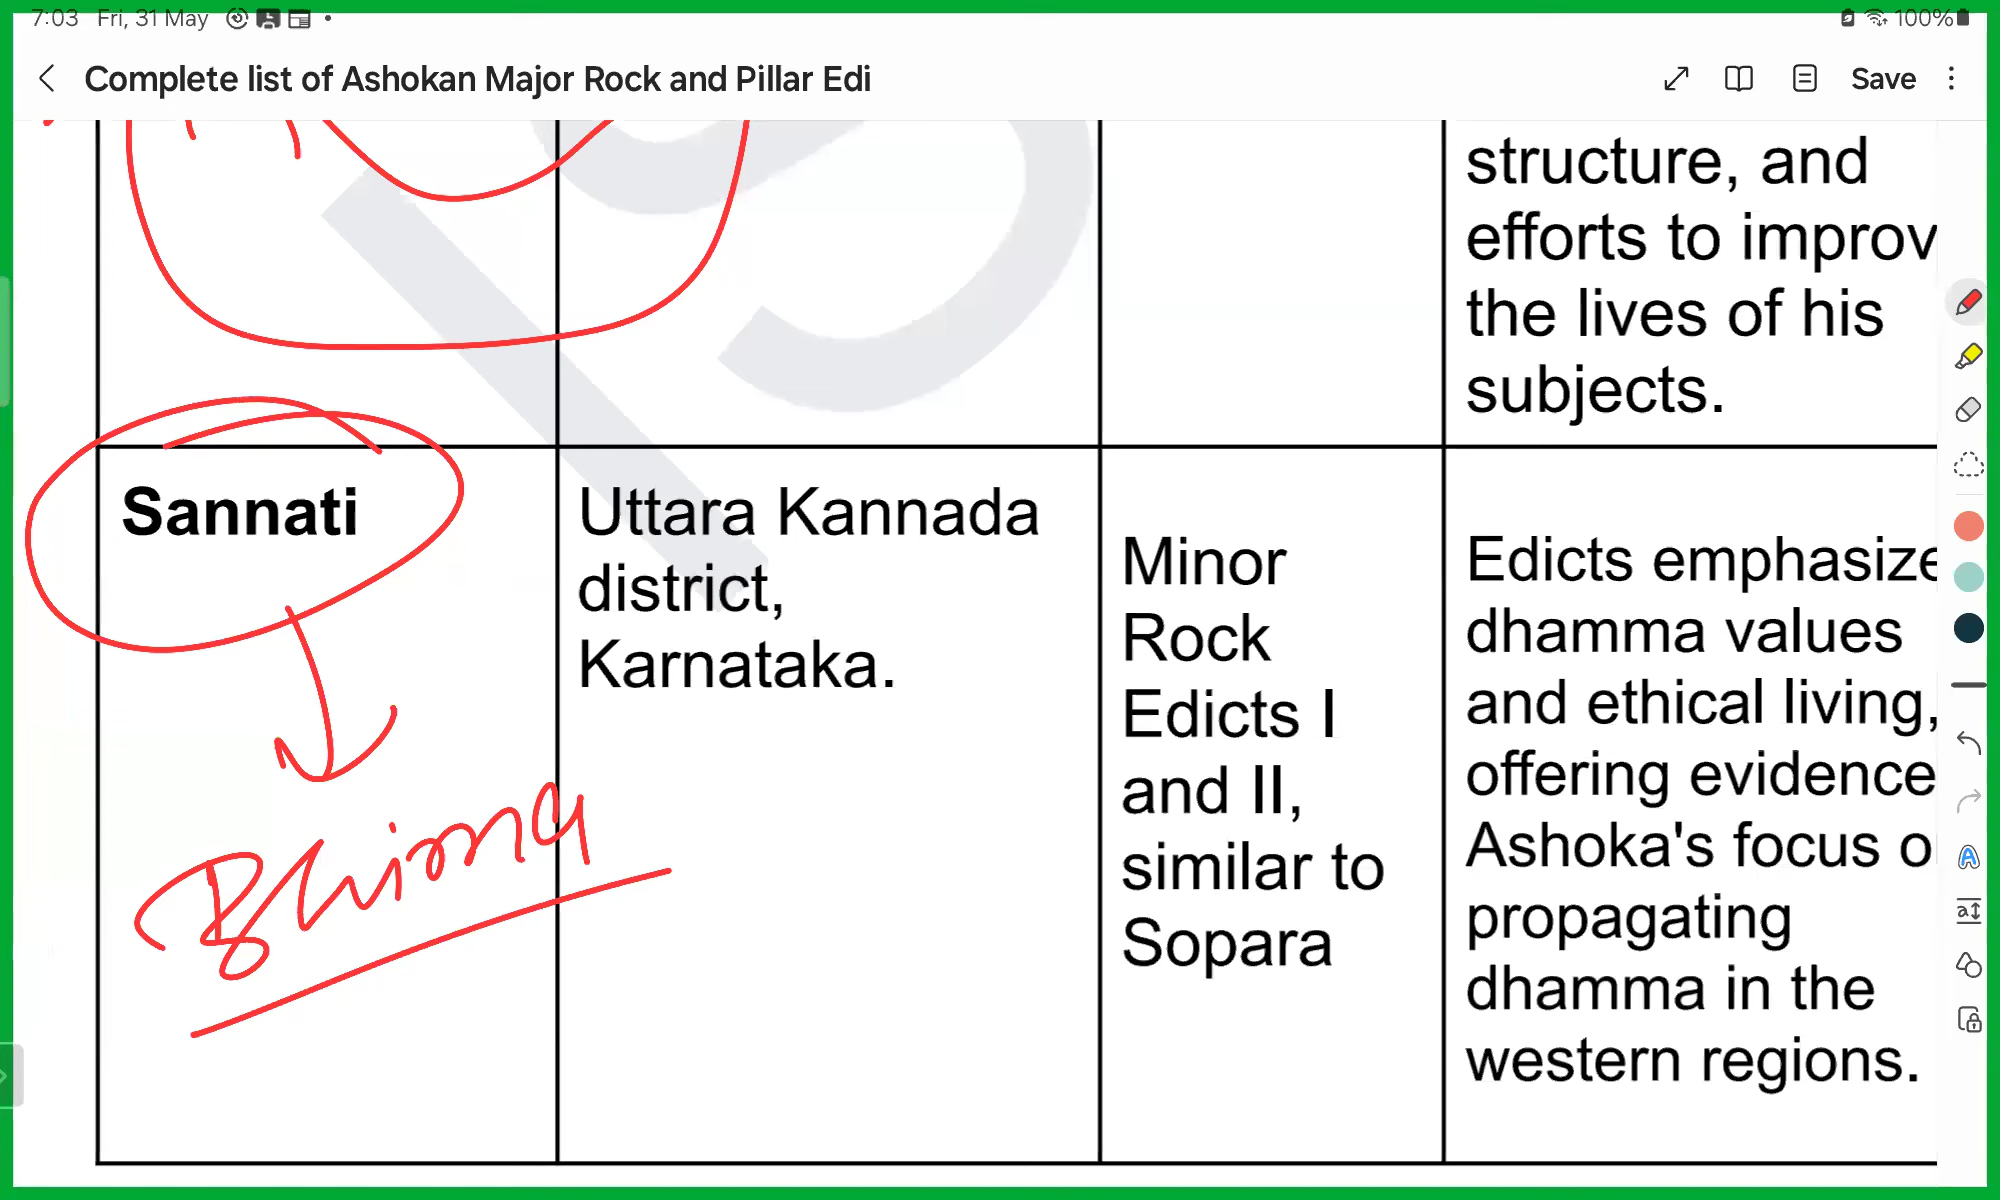 7:03 Fri, 31 May
100%
Complete list of Ashokan Major Rock and Pillar Edi
Save
structure, and
efforts to improv
the lives of his
subjects.
Sannati
Uttara Kannada
district,
Karnataka.
Minor
Rock
Edicts I
and II,
similar to
Sopara
Edicts emphasize
dhamma values
and ethical living,
offering evidence
Ashoka's focus o
propagating
dhamma in the
western regions.
Bhima